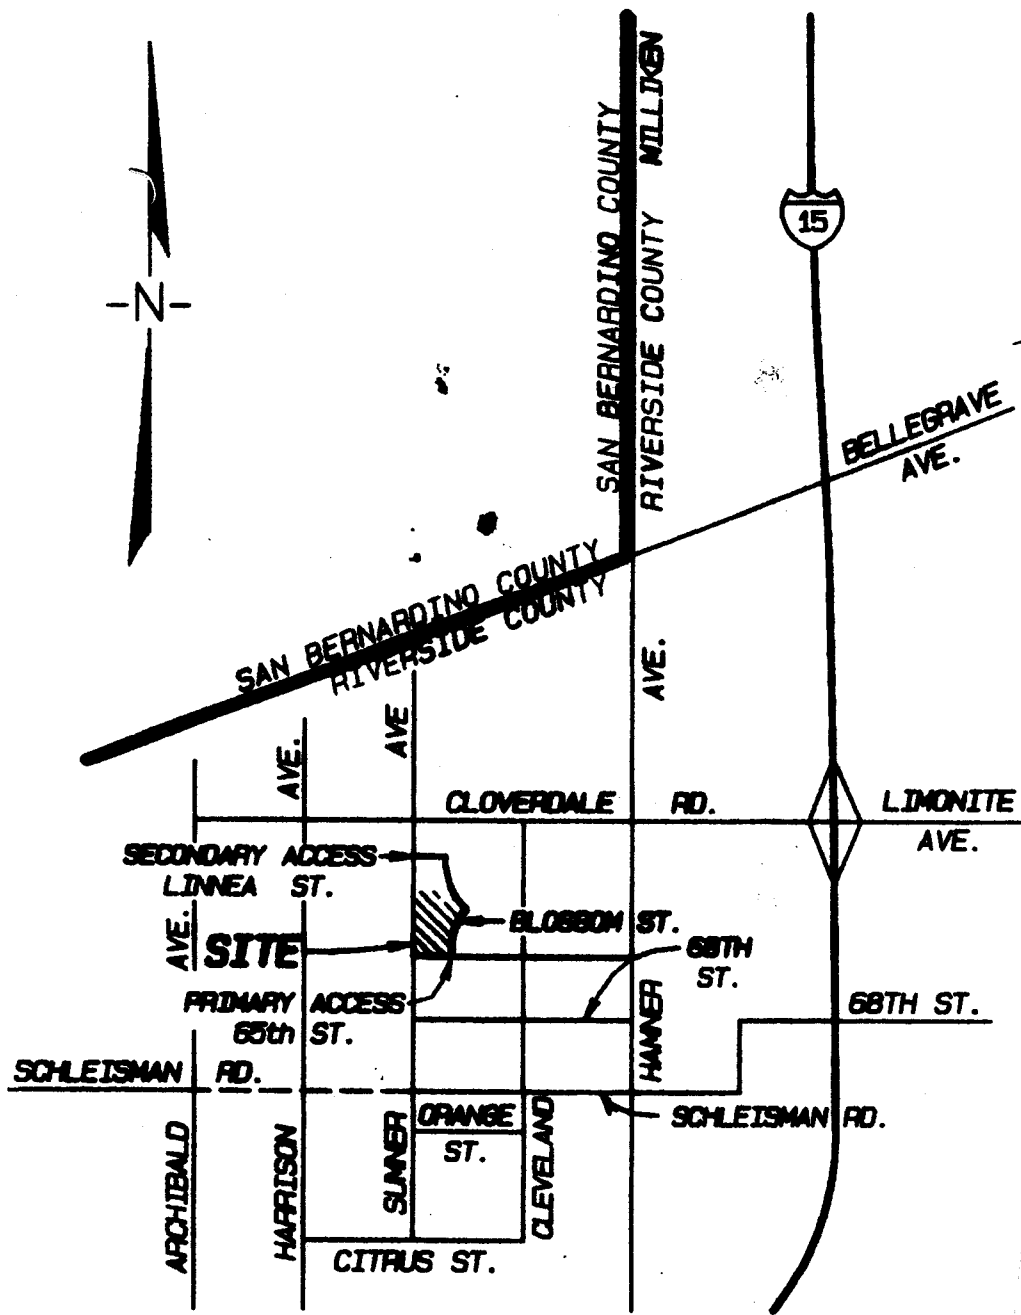 MILLIKEN
SAN BERNARDINO COUNTY
RIVERSIDE COUNTY
15
-N-
BELLEGRAVE
AVE.
SAN BERNARDINO COUNTY
RIVERSIDE COUNTY
AVE.
AVE
AVE.
CLOVERDALE RD.
LIMONITE
AVE.
SECONDARY ACCESS
LINNEA ST.
BLOSSOM ST.
AVE.
SITE
68TH
ST.
PRIMARY ACCESS
65th ST.
HAMNER
68TH ST.
SCHLEISMAN RD.
ORANGE
ST.
SCHLEISMAN RD.
ARCHIBALD
HARRISON
SUMNER
CLEVELAND
CITRUS ST.